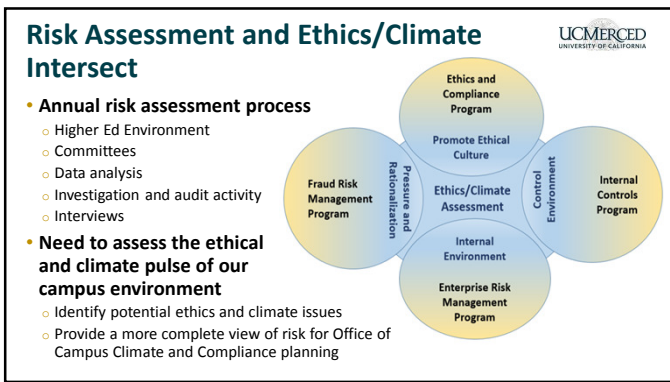 Risk Assessment and Ethics/Climate
Intersect
UCMERCED
UNIVERSITY OF CALIFORNIA
• Annual risk assessment process
○ Higher Ed Environment
○ Committees
○ Data analysis
○ Investigation and audit activity
○ Interviews
• Need to assess the ethical
and climate pulse of our
campus environment
○ Identify potential ethics and climate issues
○ Provide a more complete view of risk for Office of
Campus Climate and Compliance planning
Ethics and
Compliance
Program
Promote Ethical
Culture
Fraud Risk
Management
Program
Pressure and
Rationalization
Ethics/Climate
Assessment
Control
Environment
Internal
Controls
Program
Internal
Environment
Enterprise Risk
Management
Program